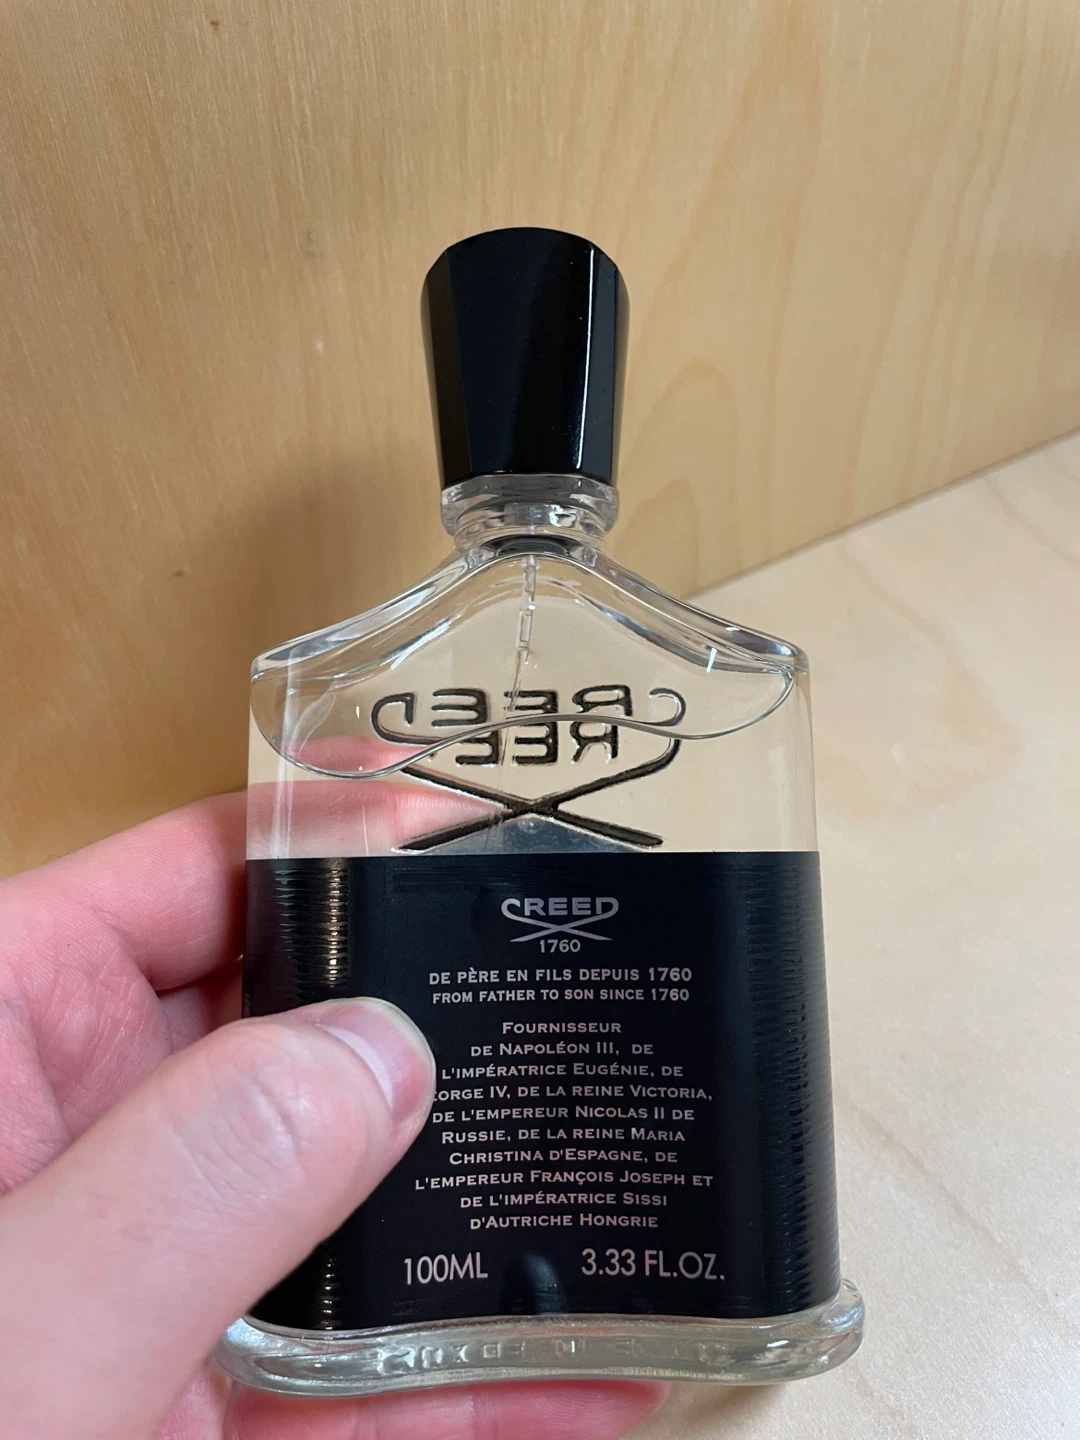 CREED
CREED
1760
DE PÈRE EN FILS DEPUIS 1760
FROM FATHER TO SON SINCE 1760
FOURNISSEUR
DE NAPOLÉON III, DE
L'IMPÉRATRICE EUGÉNIE, DE
IV, DE LA REINE VICTORIA,
DE L'EMPEREUR NICOLAS II DE
RUSSIE, DE LA REINE MARIA
CHRISTINA D'ESPAGNE, DE
L'EMPEREUR FRANÇOIS JOSEPH ET
DE L'IMPÉRATRICE SISSI
D'AUTRICHE HONGRIE
100ML 3.33 FL.OZ.